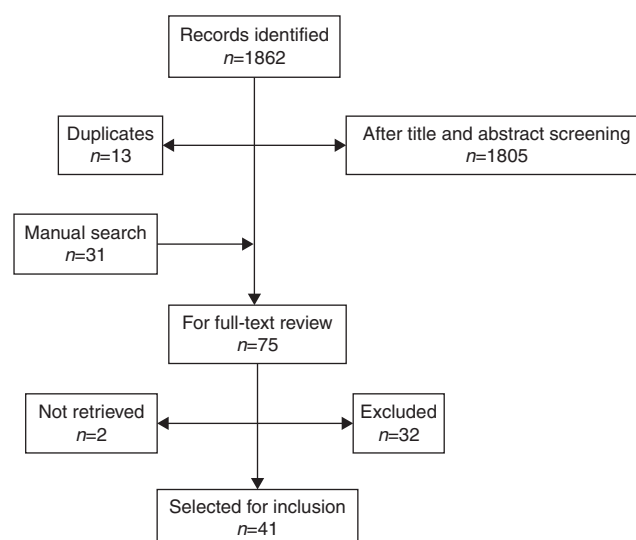 Records identified
n=1862
Duplicates
n=13
After title and abstract screening
n=1805
Manual search
n=31
For full-text review
n=75
Not retrieved
n=2
Excluded
n=32
Selected for inclusion
n=41